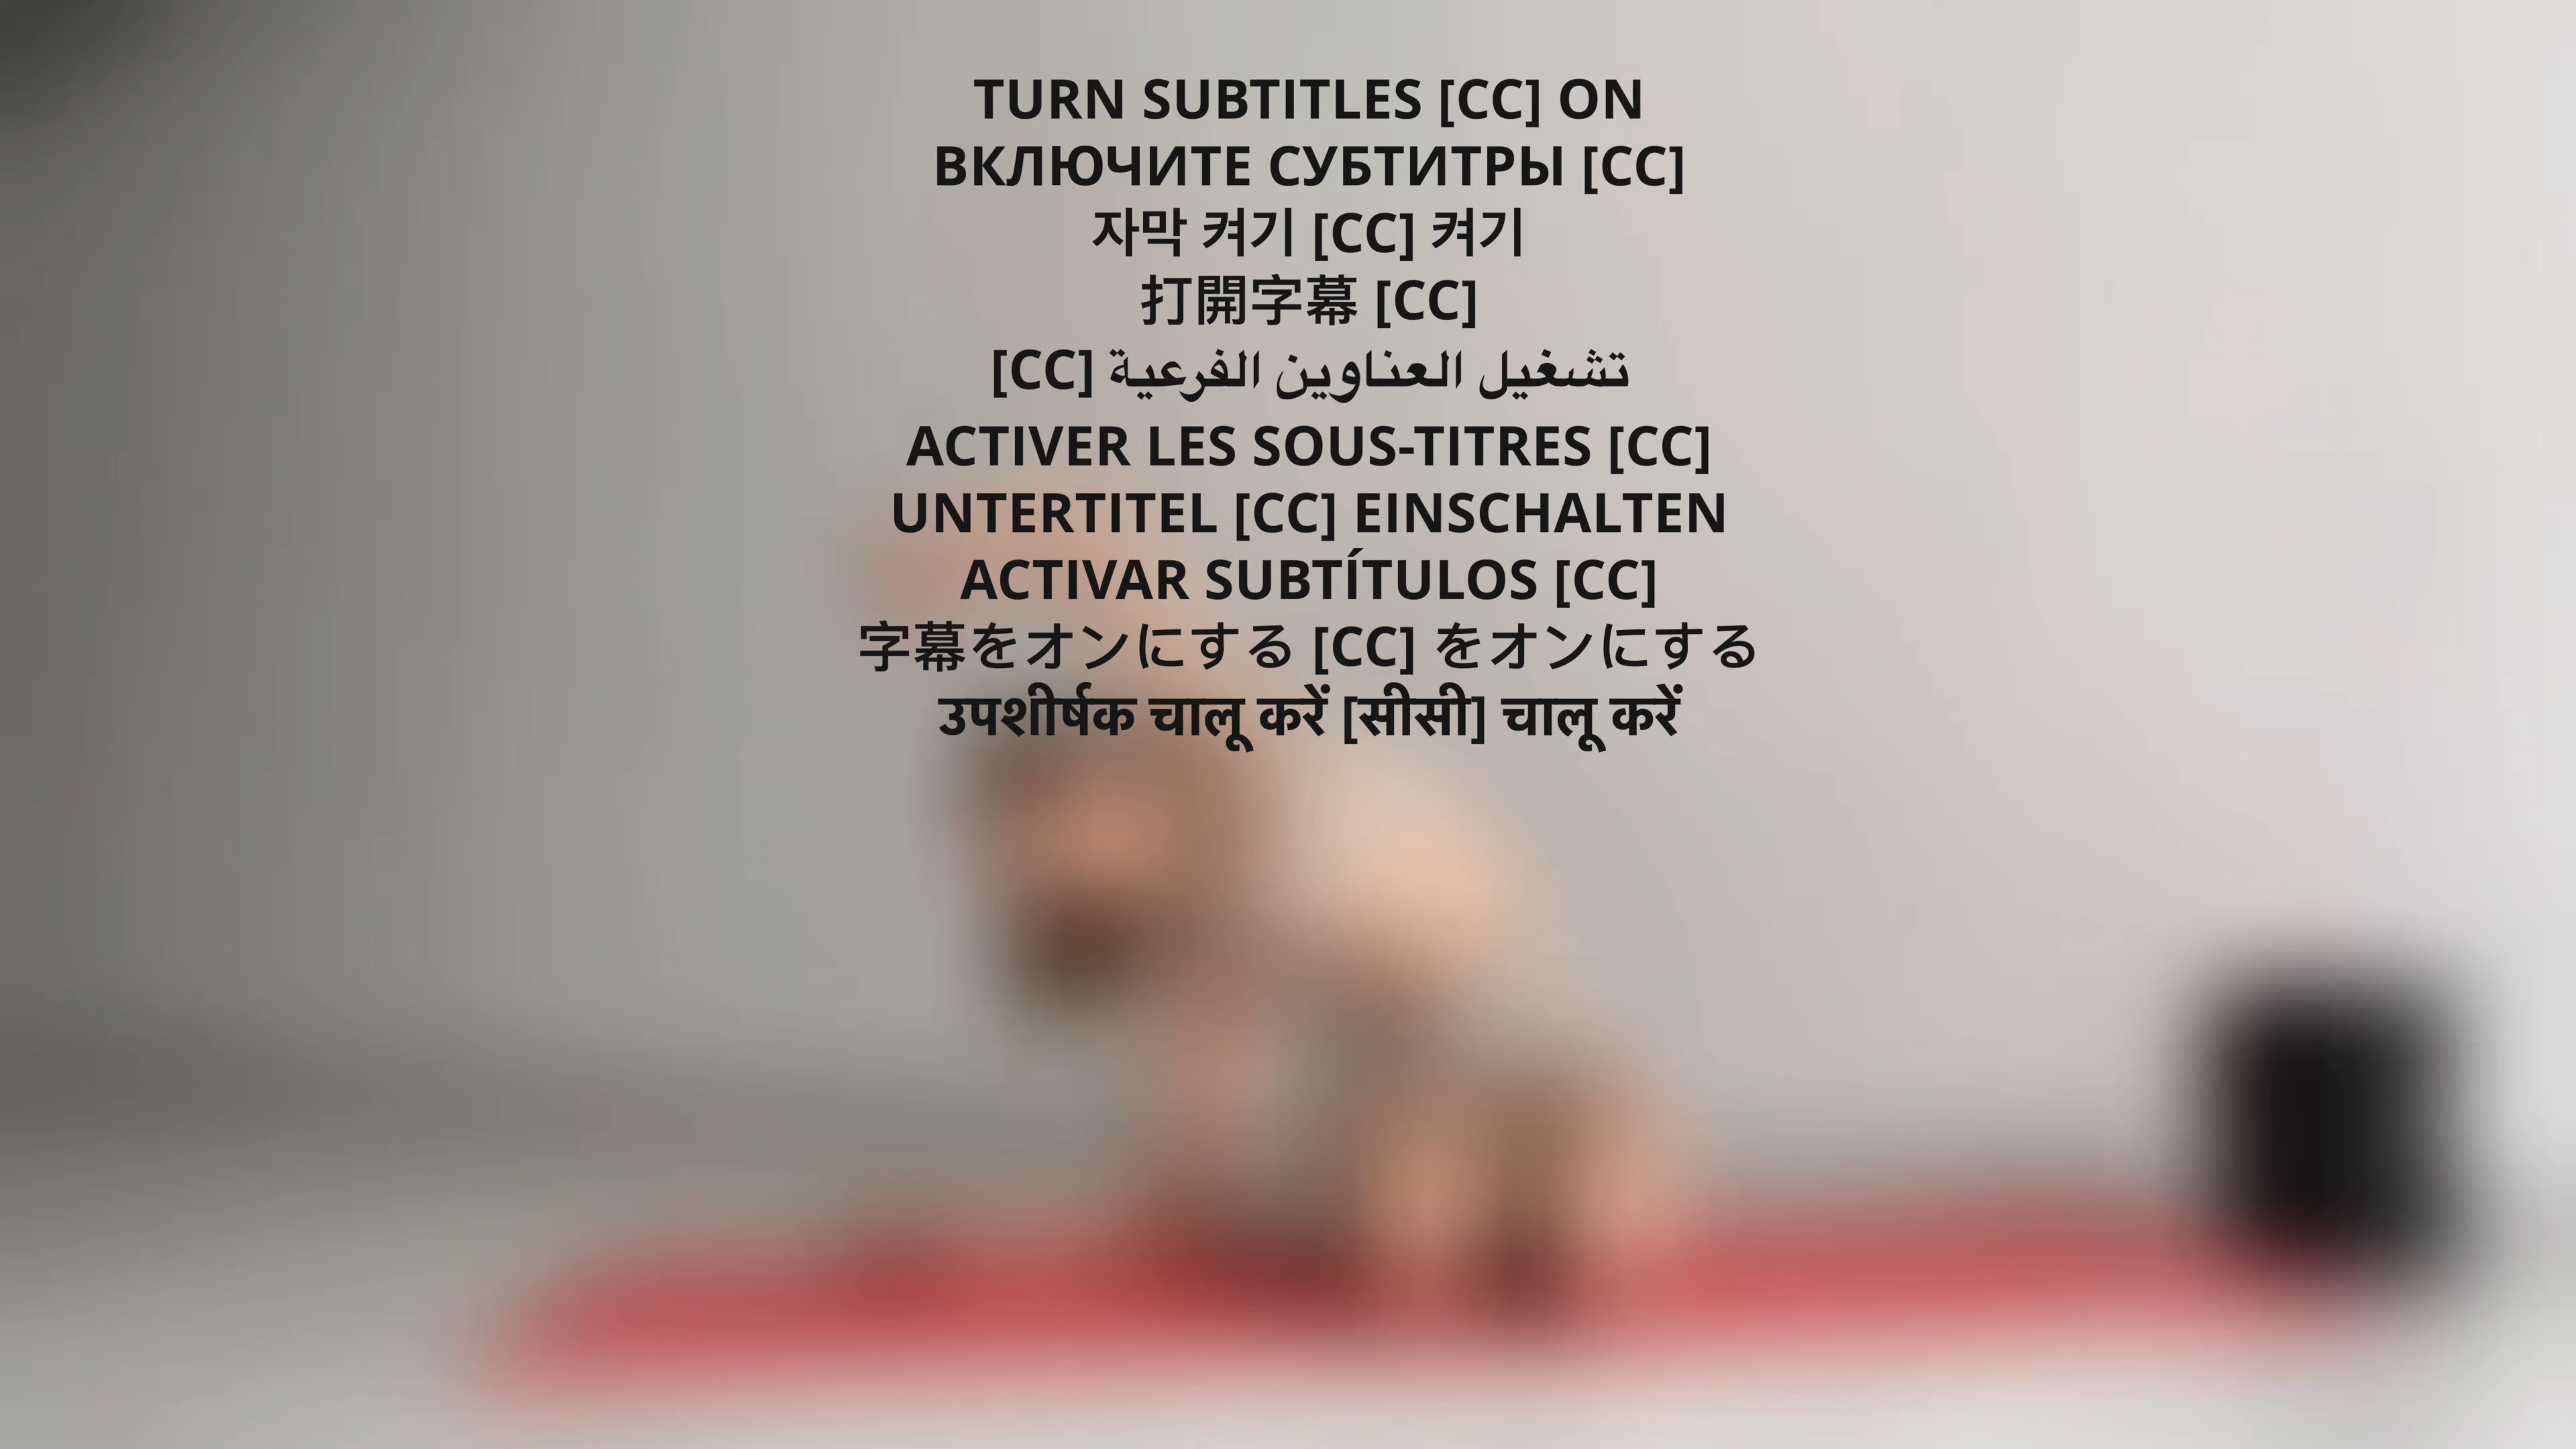 TURN SUBTITLES [CC] ON
ВКЛЮЧИТЕ СУБТИТРЫ [CC]
자막 켜기 [CC] 켜기
打開字幕 [CC]
تشغيل العناوين الفرعية [CC]
ACTIVER LES SOUS-TITRES [CC]
UNTERTITEL [CC] EINSCHALTEN
ACTIVAR SUBTÍTULOS [CC]
字幕をオンにする [CC] をオンにする
उपशीर्षक चालू करें [सीसी] चालू करें